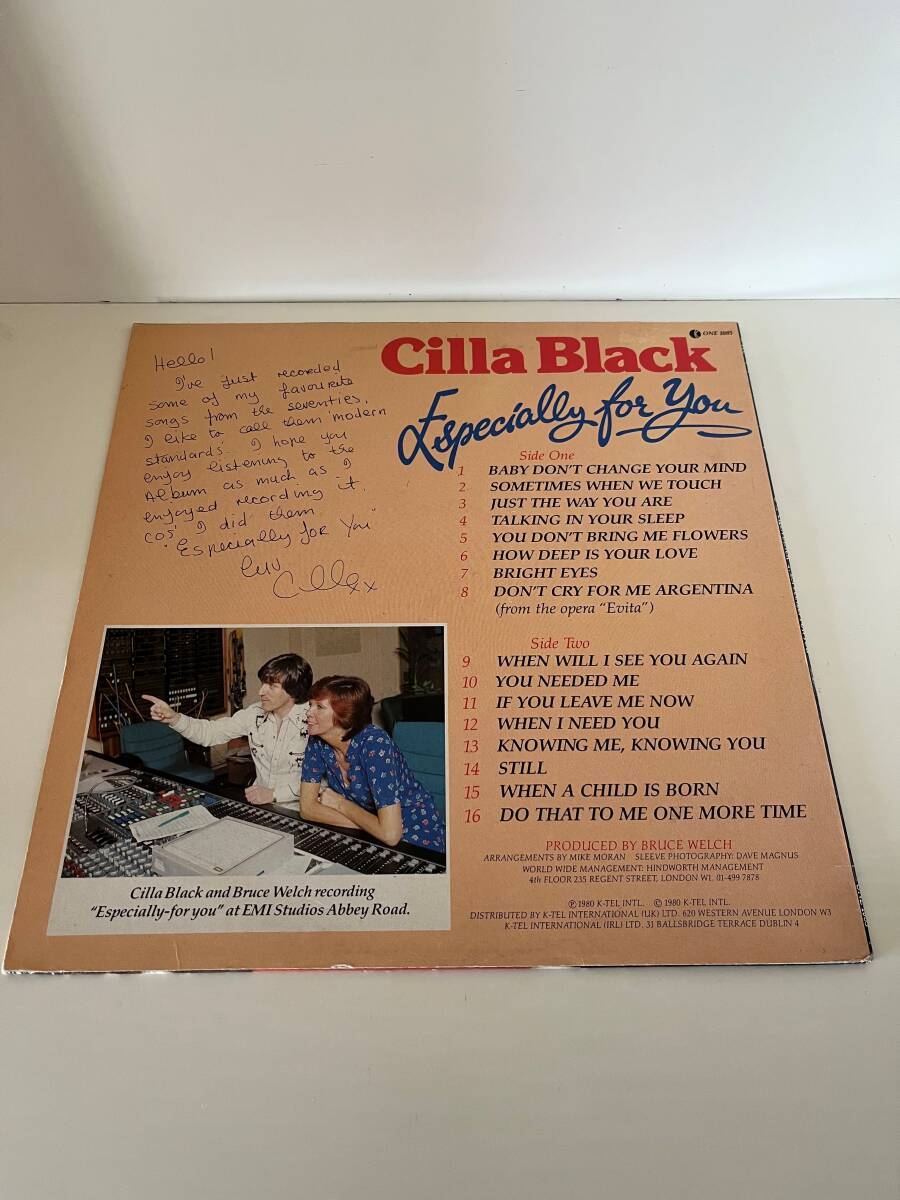 Hello!
I've just recorded
some of my favourite
songs from the seventies.
I like to call them 'modern
standards'. I hope you
enjoy listening to the
Album as much as I
enjoyed recording it.
cos' I did them.
"Especially for You"
luv
Cilla xx
K ONE
Cilla Black
Especially for You
Side One
1 BABY DON'T CHANGE YOUR MIND
2 SOMETIMES WHEN WE TOUCH
3 JUST THE WAY YOU ARE
4 TALKING IN YOUR SLEEP
5 YOU DON'T BRING ME FLOWERS
6 HOW DEEP IS YOUR LOVE
7 BRIGHT EYES
8 DON'T CRY FOR ME ARGENTINA
(from the opera "Evita")
Side Two
9 WHEN WILL I SEE YOU AGAIN
10 YOU NEEDED ME
11 IF YOU LEAVE ME NOW
12 WHEN I NEED YOU
13 KNOWING ME, KNOWING YOU
14 STILL
15 WHEN A CHILD IS BORN
16 DO THAT TO ME ONE MORE TIME
PRODUCED BY BRUCE WELCH
ARRANGEMENTS BY MIKE MORAN SLEEVE PHOTOGRAPHY: DAVE MAGNUS
WORLD WIDE MANAGEMENT: HINDWORTH MANAGEMENT
4th FLOOR 235 REGENT STREET, LONDON W1. 01-499 7878
℗ 1980 K-TEL INTL. © 1980 K-TEL INTL.
DISTRIBUTED BY K-TEL INTERNATIONAL (UK) LTD. 620 WESTERN AVENUE LONDON W3
K-TEL INTERNATIONAL (IRL) LTD. 31 BALLSBRIDGE TERRACE DUBLIN 4
Cilla Black and Bruce Welch recording
"Especially-for you" at EMI Studios Abbey Road.